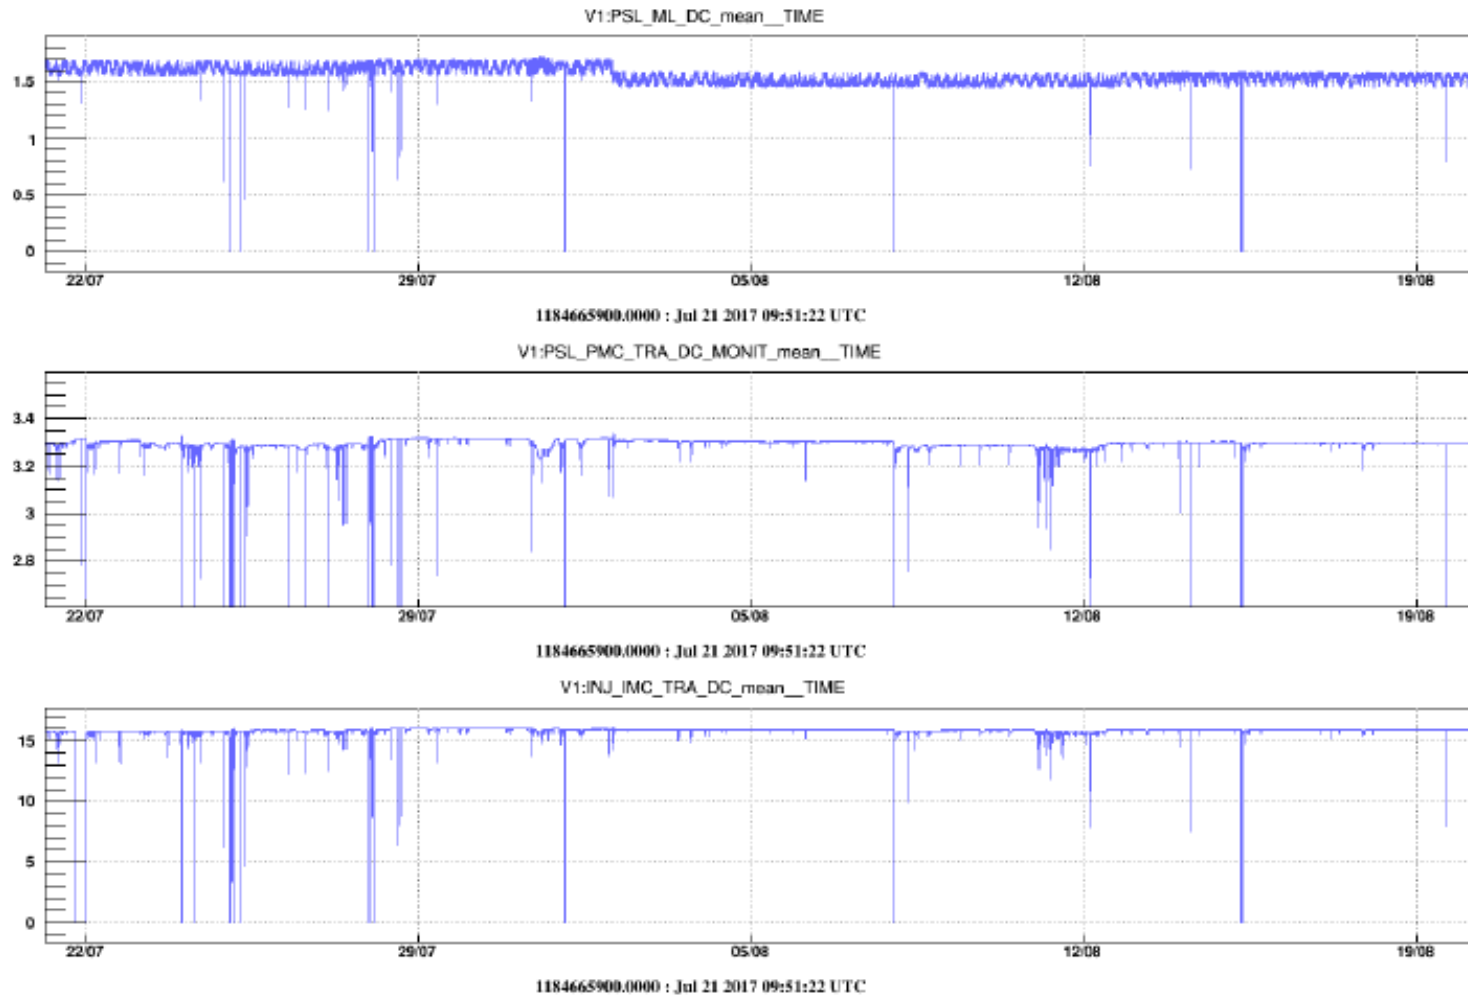 V1:PSL_ML_DC_mean__TIME
1.5
1
0.5
0
22/07 29/07 05/08 12/08 19/08
1184665900.0000 : Jul 21 2017 09:51:22 UTC
V1:PSL_PMC_TRA_DC_MONIT_mean__TIME
3.4
3.2
3
2.8
22/07 29/07 05/08 12/08 19/08
1184665900.0000 : Jul 21 2017 09:51:22 UTC
V1:INJ_IMC_TRA_DC_mean__TIME
15
10
5
0
22/07 29/07 05/08 12/08 19/08
1184665900.0000 : Jul 21 2017 09:51:22 UTC